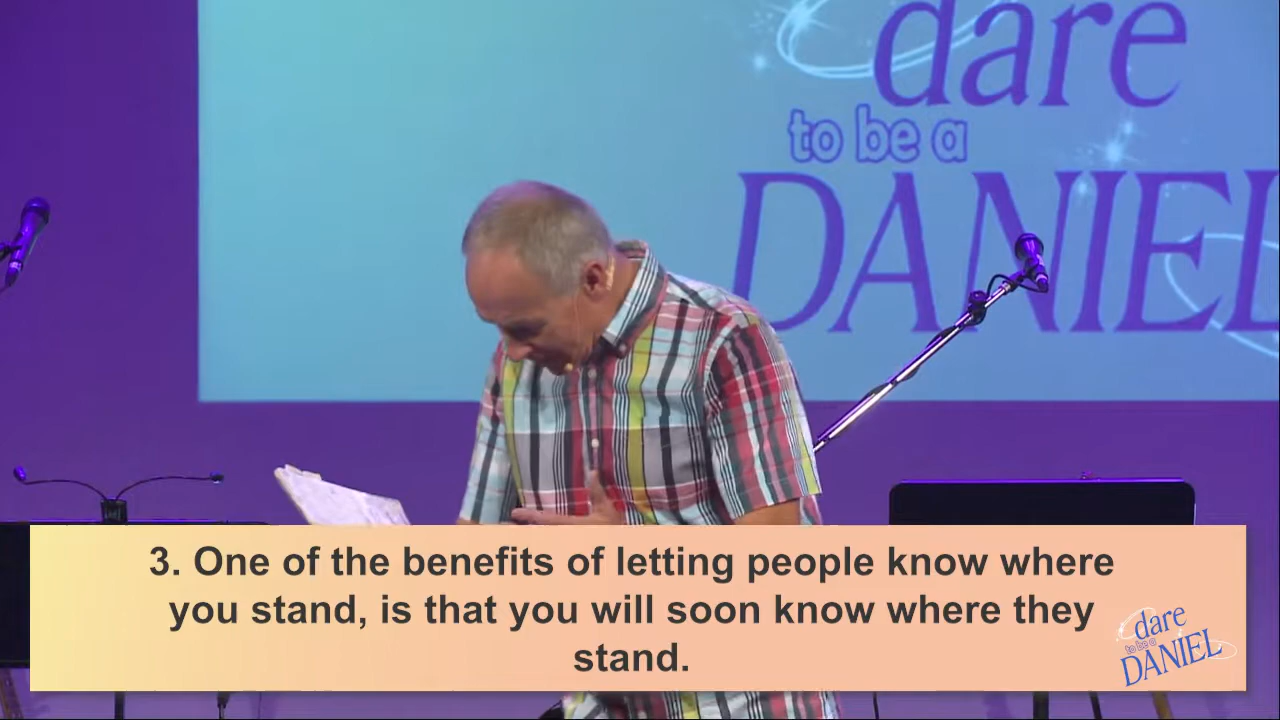 dare
to be a
DANIEL
3. One of the benefits of letting people know where
you stand, is that you will soon know where they
stand.
dare
to be a
DANIEL